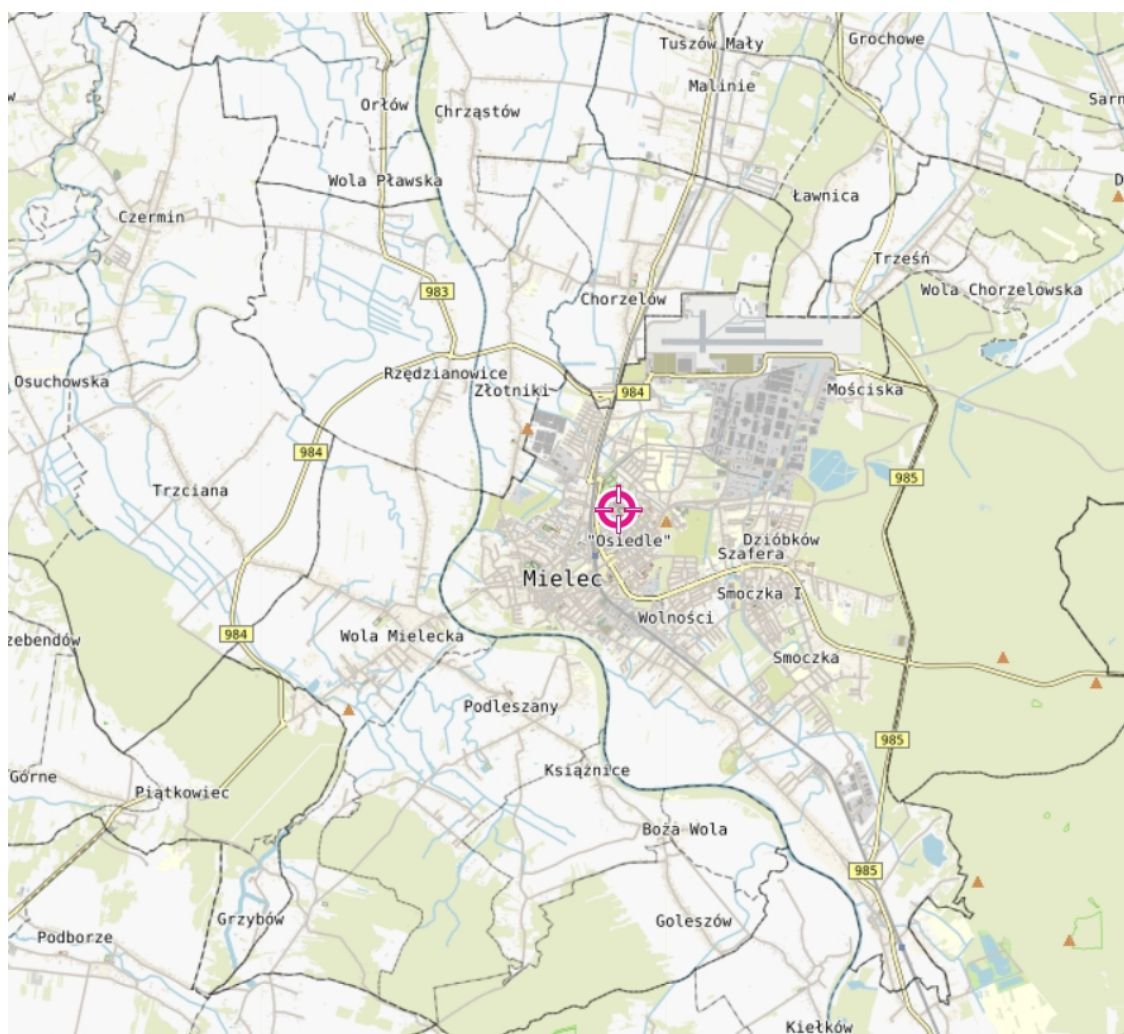 Tuszów Mały
Grochowe
Malinie
Orłów
Chrząstów
Sarn
Wola Pławska
Ławnica
D
Czermin
Trześń
983
Chorzelów
Wola Chorzelowska
Osuchowska
Rzędzianowice
Złotniki
984
Mościska
984
985
Trzciana
"Osiedle"
Dzióbków
Szafera
Mielec
Smoczka I
Wolności
984
Wola Mielecka
zebendów
Smoczka
Podleszany
985
Górne
Książnice
Piątkowiec
Boża Wola
985
Grzybów
Goleszów
Podborze
Kiełków